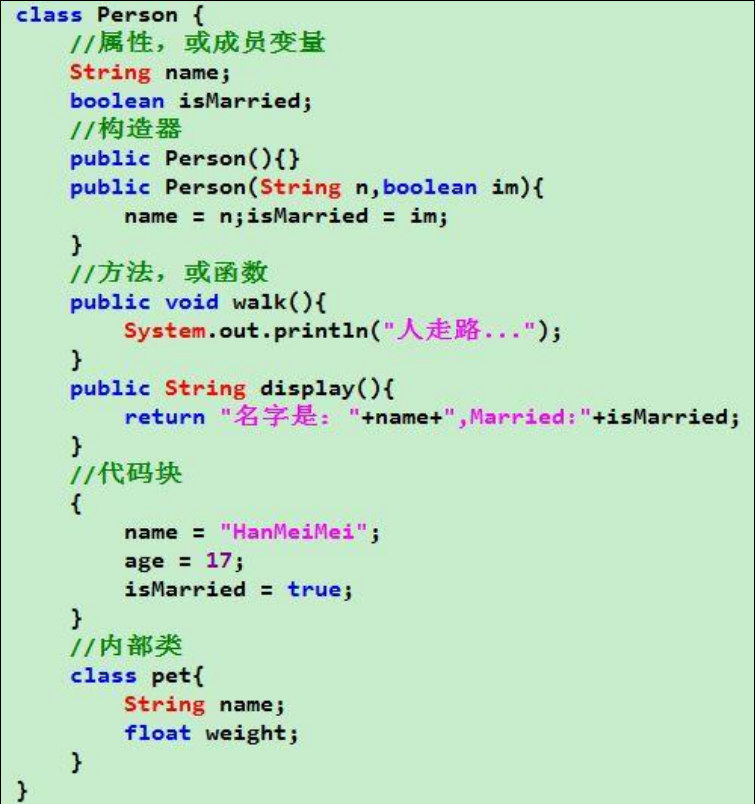 class Person {
//属性，或成员变量
String name;
boolean isMarried;
//构造器
public Person(){}
public Person(String n,boolean im){
name = n;isMarried = im;
}
//方法，或函数
public void walk(){
System.out.println("人走路...");
}
public String display(){
return "名字是："+name+",Married:"+isMarried;
}
//代码块
{
name = "HanMeiMei";
age = 17;
isMarried = true;
}
//内部类
class pet{
String name;
float weight;
}
}